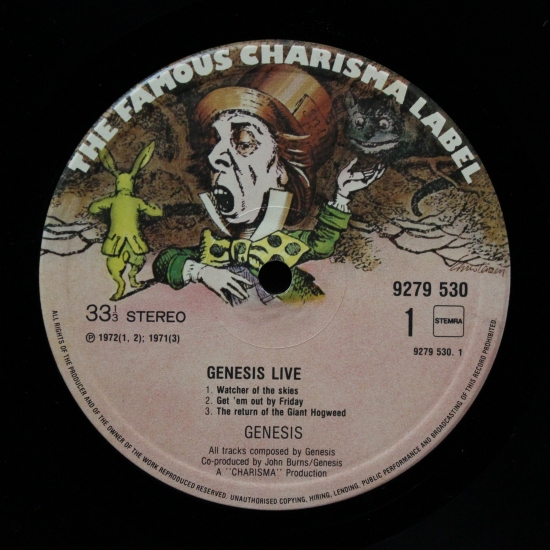 THE FAMOUS CHARISMA LABEL
33 1/3 STEREO
℗ 1972(1, 2); 1971(3)
9279 530
1
STEMRA
9279 530. 1
GENESIS LIVE
1. Watcher of the skies
2. Get 'em out by Friday
3. The return of the Giant Hogweed
GENESIS
All tracks composed by Genesis
Co-produced by John Burns/Genesis
A ''CHARISMA'' Production
ALL RIGHTS OF THE PRODUCER AND OF THE OWNER OF THE WORK REPRODUCED RESERVED. UNAUTHORISED COPYING, HIRING, LENDING, PUBLIC PERFORMANCE AND BROADCASTING OF THIS RECORD PROHIBITED.